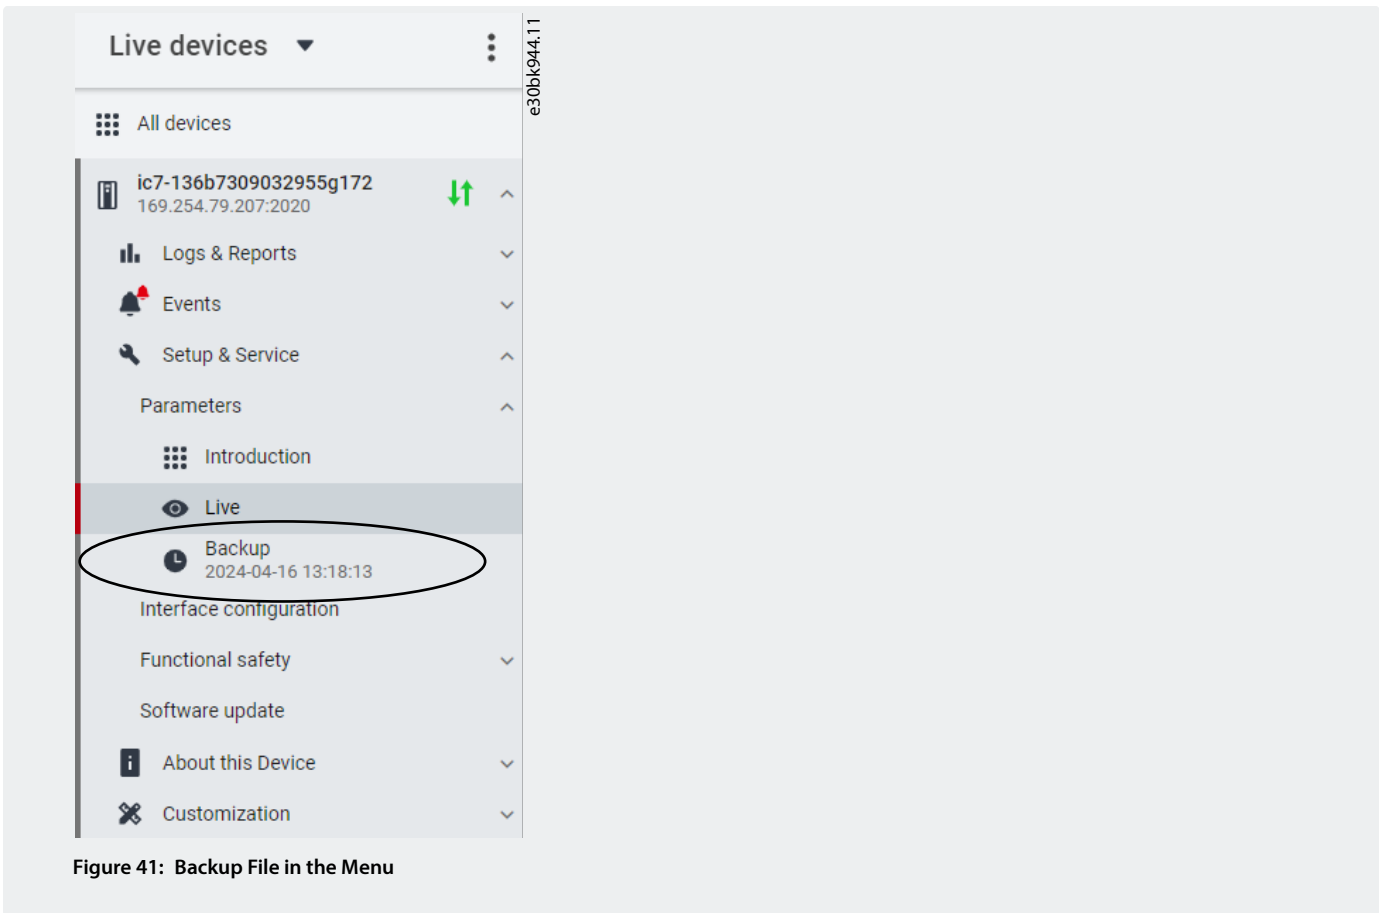 Live devices
e30bk944.11
All devices
ic7-136b7309032955g172
169.254.79.207:2020
Logs & Reports
Events
Setup & Service
Parameters
Introduction
Live
Backup
2024-04-16 13:18:13
Interface configuration
Functional safety
Software update
About this Device
Customization
Figure 41: Backup File in the Menu